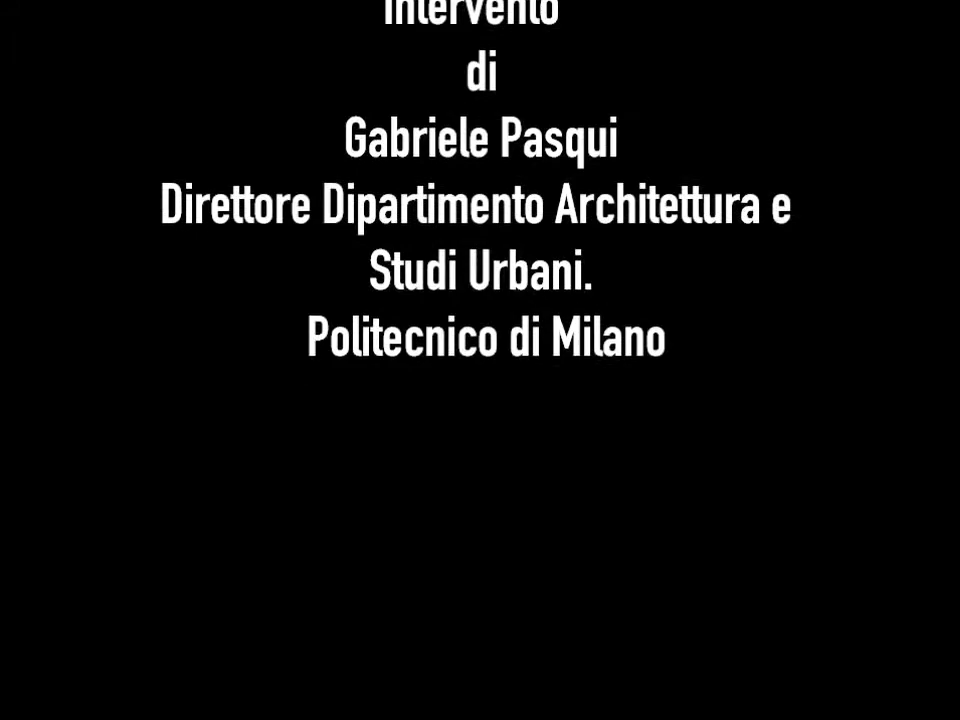 Intervento
di
Gabriele Pasqui
Direttore Dipartimento Architettura e
Studi Urbani.
Politecnico di Milano